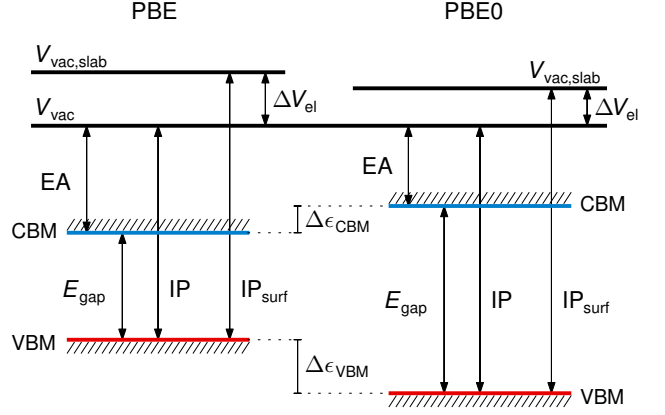 PBE
PBE0
V_vac,slab
V_vac,slab
ΔV_el
ΔV_el
V_vac
EA
EA
CBM
CBM
Δϵ_CBM
E_gap
IP
IP_surf
E_gap
IP
IP_surf
VBM
Δϵ_VBM
VBM